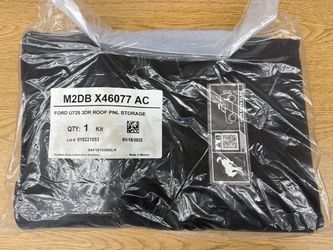 M2DB X46077 AC
FORD U725 3DR ROOF PNL STORAGE
QTY: 1 Kit
Lot #: 018221053
01/18/2022
Made in Mexico